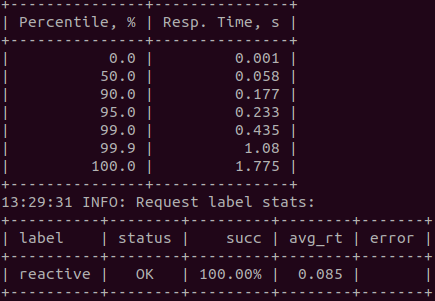 +---------------+---------------+
| Percentile, % | Resp. Time, s |
+---------------+---------------+
|           0.0 |         0.001 |
|          50.0 |         0.058 |
|          90.0 |         0.177 |
|          95.0 |         0.233 |
|          99.0 |         0.435 |
|          99.9 |          1.08 |
|         100.0 |         1.775 |
+---------------+---------------+
13:29:31 INFO: Request label stats:
+----------+--------+---------+--------+-------+
| label    | status |    succ | avg_rt | error |
+----------+--------+---------+--------+-------+
| reactive |   OK   | 100.00% |  0.085 |       |
+----------+--------+---------+--------+-------+